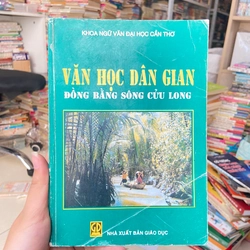 KHOA NGỮ VĂN ĐẠI HỌC CẦN THƠ
VĂN HỌC DÂN GIAN
ĐỒNG BẰNG SÔNG CỬU LONG
NHÀ XUẤT BẢN GIÁO DỤC